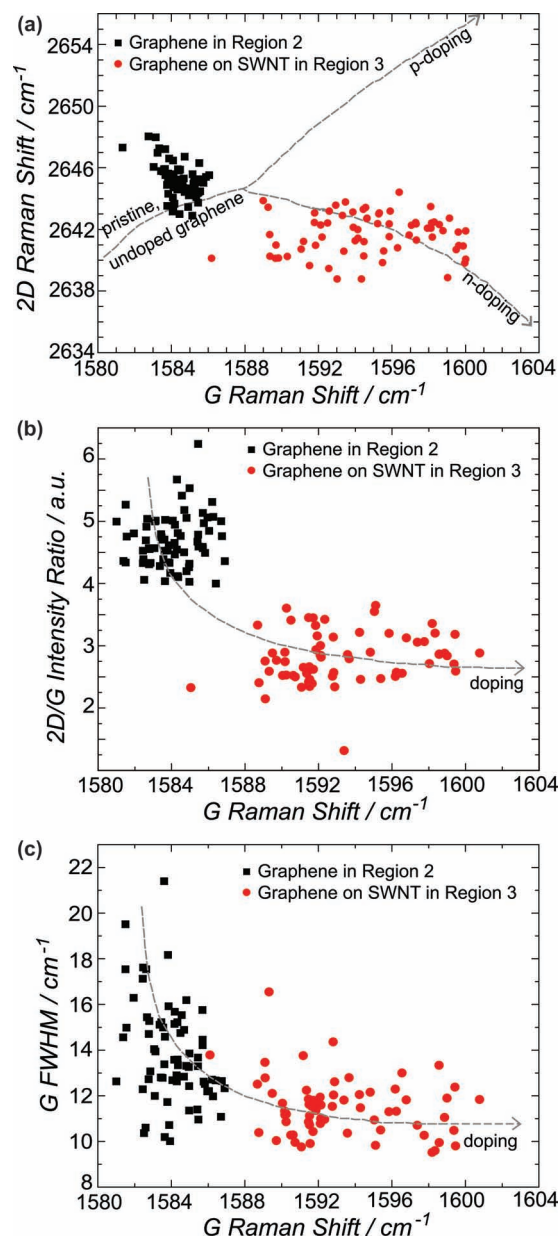 (a)
Graphene in Region 2
Graphene on SWNT in Region 3
2D Raman Shift / cm⁻¹
2654
2650
2646
2642
2638
2634
p-doping
pristine,
undoped graphene
n-doping
1580 1584 1588 1592 1596 1600 1604
G Raman Shift / cm⁻¹
(b)
Graphene in Region 2
Graphene on SWNT in Region 3
2D/G Intensity Ratio / a.u.
6
5
4
3
2
doping
1580 1584 1588 1592 1596 1600 1604
G Raman Shift / cm⁻¹
(c)
Graphene in Region 2
Graphene on SWNT in Region 3
G FWHM / cm⁻¹
22
20
18
16
14
12
10
8
doping
1580 1584 1588 1592 1596 1600 1604
G Raman Shift / cm⁻¹